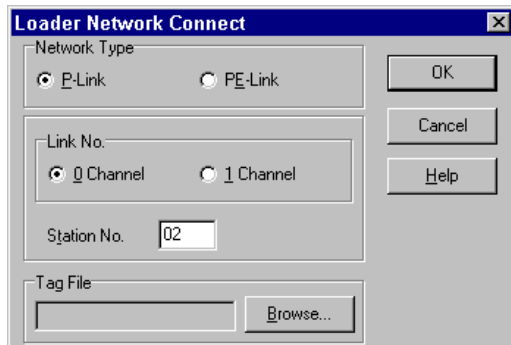 Loader Network Connect
Network Type
P-Link PE-Link
OK
Cancel
Help
Link No.
0 Channel 1 Channel
Station No. 02
Tag File
Browse...